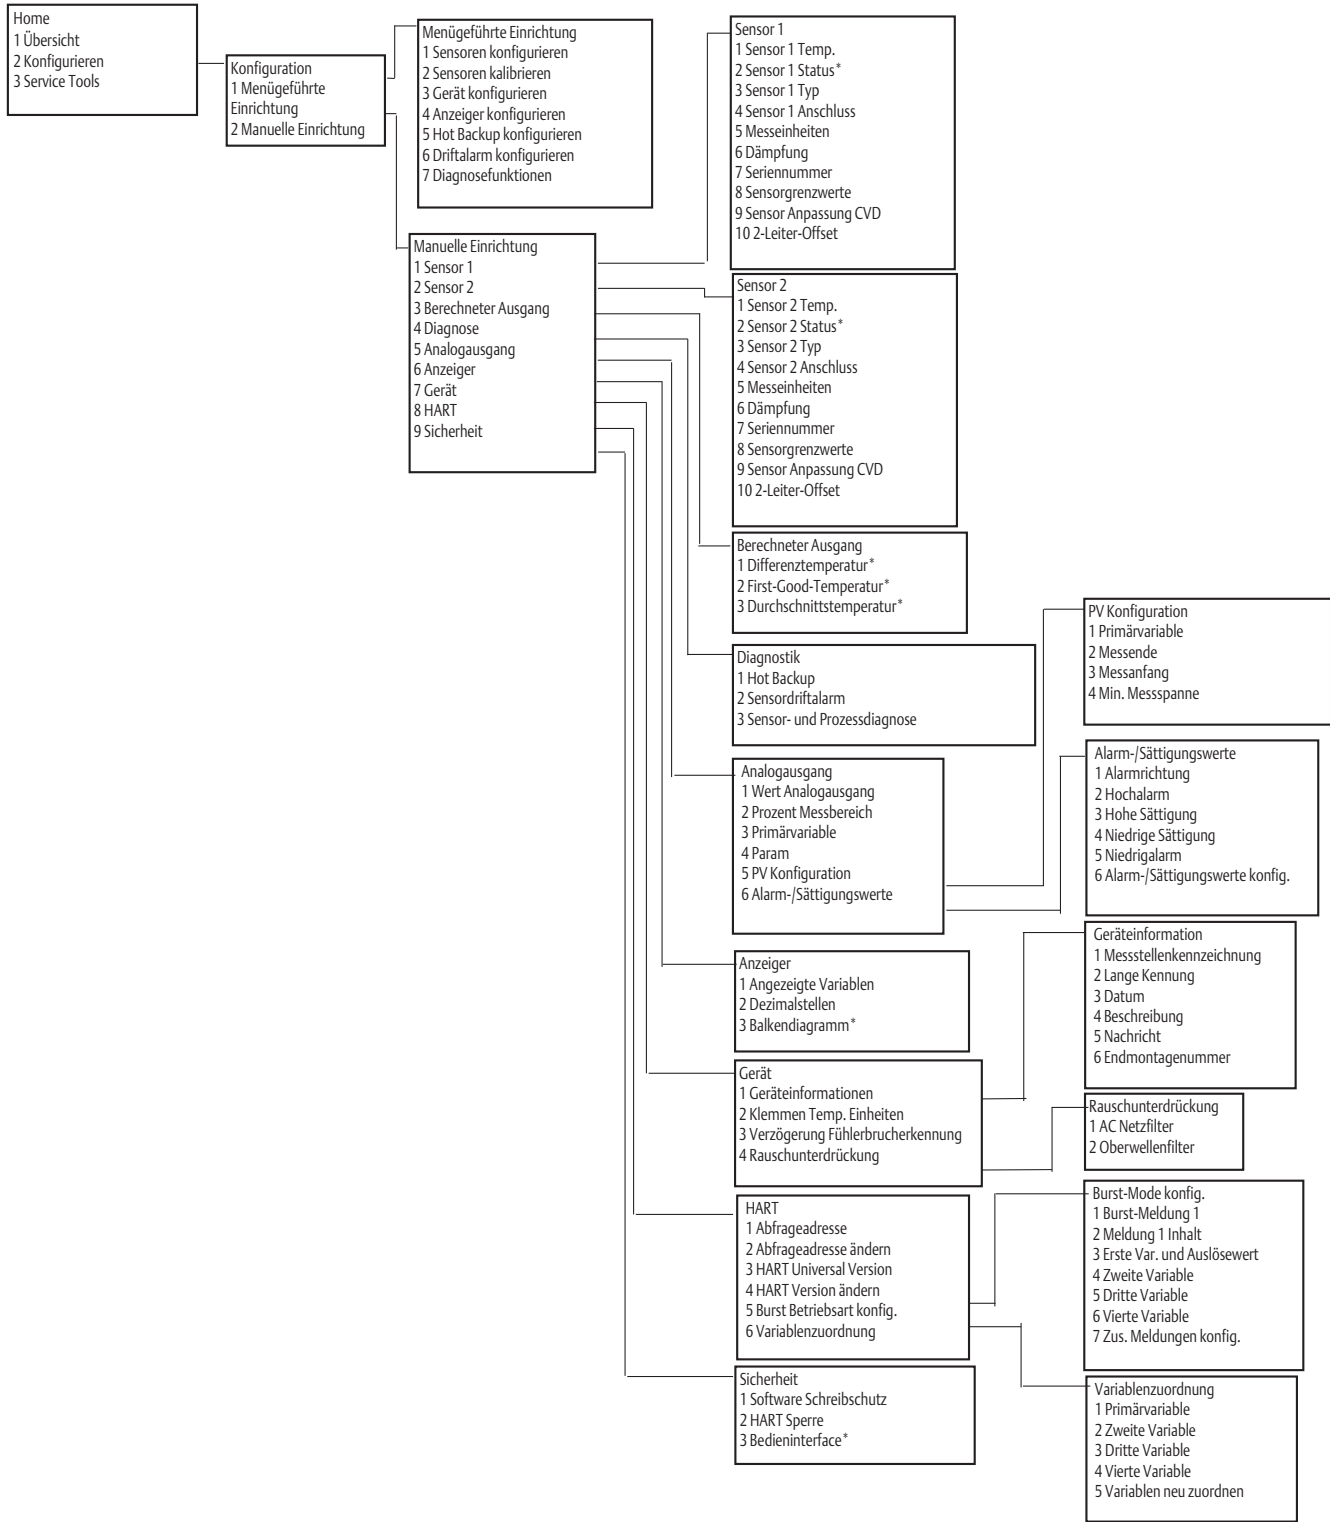 Home
1 Übersicht
2 Konfigurieren
3 Service Tools
Konfiguration
1 Menügeführte
Einrichtung
2 Manuelle Einrichtung
Menügeführte Einrichtung
1 Sensoren konfigurieren
2 Sensoren kalibrieren
3 Gerät konfigurieren
4 Anzeiger konfigurieren
5 Hot Backup konfigurieren
6 Driftalarm konfigurieren
7 Diagnosefunktionen
Manuelle Einrichtung
1 Sensor 1
2 Sensor 2
3 Berechneter Ausgang
4 Diagnose
5 Analogausgang
6 Anzeiger
7 Gerät
8 HART
9 Sicherheit
Sensor 1
1 Sensor 1 Temp.
2 Sensor 1 Status*
3 Sensor 1 Typ
4 Sensor 1 Anschluss
5 Messeinheiten
6 Dämpfung
7 Seriennummer
8 Sensorgrenzwerte
9 Sensor Anpassung CVD
10 2-Leiter-Offset
Sensor 2
1 Sensor 2 Temp.
2 Sensor 2 Status*
3 Sensor 2 Typ
4 Sensor 2 Anschluss
5 Messeinheiten
6 Dämpfung
7 Seriennummer
8 Sensorgrenzwerte
9 Sensor Anpassung CVD
10 2-Leiter-Offset
Berechneter Ausgang
1 Differenztemperatur*
2 First-Good-Temperatur*
3 Durchschnittstemperatur*
Diagnostik
1 Hot Backup
2 Sensordriftalarm
3 Sensor- und Prozessdiagnose
Analogausgang
1 Wert Analogausgang
2 Prozent Messbereich
3 Primärvariable
4 Param
5 PV Konfiguration
6 Alarm-/Sättigungswerte
Anzeiger
1 Angezeigte Variablen
2 Dezimalstellen
3 Balkendiagramm*
Gerät
1 Geräteinformationen
2 Klemmen Temp. Einheiten
3 Verzögerung Fühlerbrucherkennung
4 Rauschunterdrückung
HART
1 Abfrageadresse
2 Abfrageadresse ändern
3 HART Universal Version
4 HART Version ändern
5 Burst Betriebsart konfig.
6 Variablenzuordnung
Sicherheit
1 Software Schreibschutz
2 HART Sperre
3 Bedieninterface*
PV Konfiguration
1 Primärvariable
2 Messende
3 Messanfang
4 Min. Messspanne
Alarm-/Sättigungswerte
1 Alarmrichtung
2 Hochalarm
3 Hohe Sättigung
4 Niedrige Sättigung
5 Niedrigalarm
6 Alarm-/Sättigungswerte konfig.
Geräteinformation
1 Messstellenkennzeichnung
2 Lange Kennung
3 Datum
4 Beschreibung
5 Nachricht
6 Endmontagenummer
Rauschunterdrückung
1 AC Netzfilter
2 Oberwellenfilter
Burst-Mode konfig.
1 Burst-Meldung 1
2 Meldung 1 Inhalt
3 Erste Var. und Auslösewert
4 Zweite Variable
5 Dritte Variable
6 Vierte Variable
7 Zus. Meldungen konfig.
Variablenzuordnung
1 Primärvariable
2 Zweite Variable
3 Dritte Variable
4 Vierte Variable
5 Variablen neu zuordnen